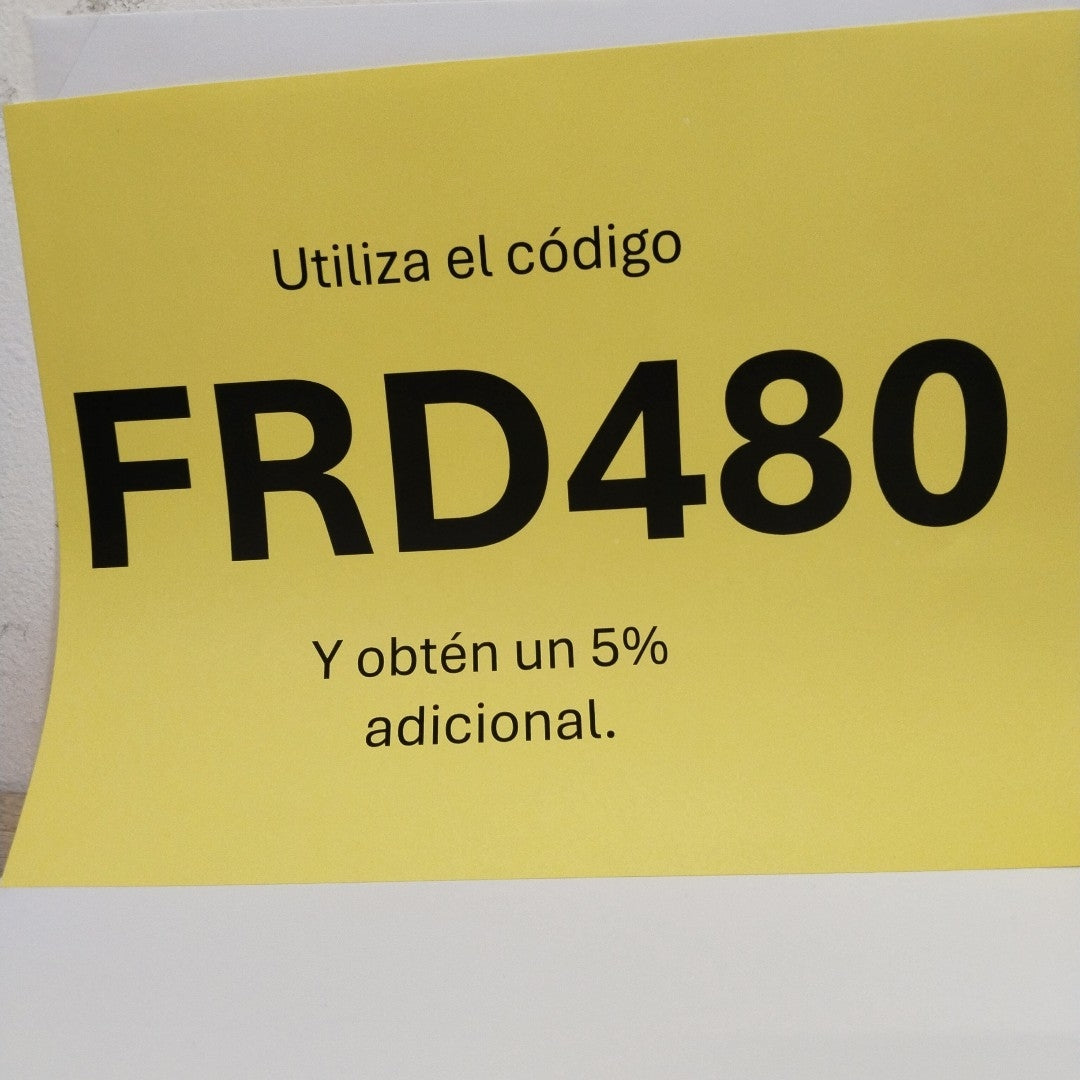 Utiliza el código
FRD480
Y obtén un 5%
adicional.